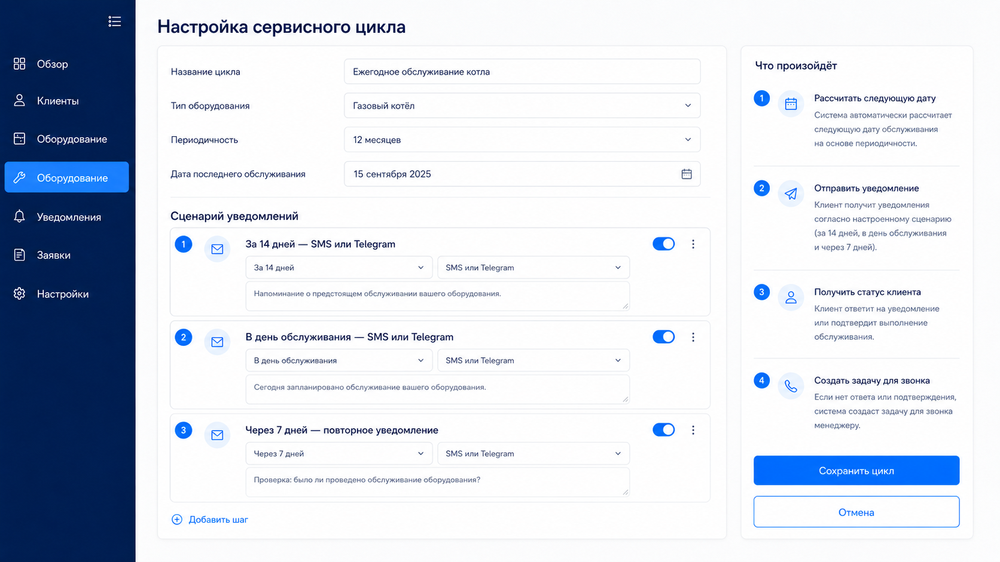 Обзор
Клиенты
Оборудование
Оборудование
Уведомления
Заявки
Настройки
Настройка сервисного цикла
Название цикла
Ежегодное обслуживание котла
Тип оборудования
Газовый котёл
Периодичность
12 месяцев
Дата последнего обслуживания
15 сентября 2025
Сценарий уведомлений
1
За 14 дней — SMS или Telegram
За 14 дней
SMS или Telegram
Напоминание о предстоящем обслуживании вашего оборудования.
2
В день обслуживания — SMS или Telegram
В день обслуживания
SMS или Telegram
Сегодня запланировано обслуживание вашего оборудования.
3
Через 7 дней — повторное уведомление
Через 7 дней
SMS или Telegram
Проверка: было ли проведено обслуживание оборудования?
Добавить шаг
Что произойдёт
1
Рассчитать следующую дату
Система автоматически рассчитает
следующую дату обслуживания
на основе периодичности.
2
Отправить уведомление
Клиент получит уведомления
согласно настроенному сценарию
(за 14 дней, в день обслуживания
и через 7 дней).
3
Получить статус клиента
Клиент ответит на уведомление
или подтвердит выполнение
обслуживания.
4
Создать задачу для звонка
Если нет ответа или подтверждения,
система создаст задачу для звонка
менеджеру.
Сохранить цикл
Отмена